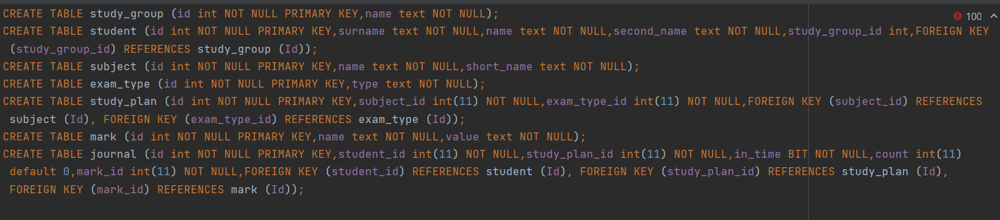 CREATE TABLE study_group (id int NOT NULL PRIMARY KEY,name text NOT NULL);
100
CREATE TABLE student (id int NOT NULL PRIMARY KEY,surname text NOT NULL,name text NOT NULL,second_name text NOT NULL,study_group_id int,FOREIGN KEY
(study_group_id) REFERENCES study_group (Id));
CREATE TABLE subject (id int NOT NULL PRIMARY KEY,name text NOT NULL,short_name text NOT NULL);
CREATE TABLE exam_type (id int NOT NULL PRIMARY KEY,type text NOT NULL);
CREATE TABLE study_plan (id int NOT NULL PRIMARY KEY,subject_id int(11) NOT NULL,exam_type_id int(11) NOT NULL,FOREIGN KEY (subject_id) REFERENCES
subject (Id), FOREIGN KEY (exam_type_id) REFERENCES exam_type (Id));
CREATE TABLE mark (id int NOT NULL PRIMARY KEY,name text NOT NULL,value text NOT NULL);
CREATE TABLE journal (id int NOT NULL PRIMARY KEY,student_id int(11) NOT NULL,study_plan_id int(11) NOT NULL,in_time BIT NOT NULL,count int(11)
default 0,mark_id int(11) NOT NULL,FOREIGN KEY (student_id) REFERENCES student (Id), FOREIGN KEY (study_plan_id) REFERENCES study_plan (Id),
FOREIGN KEY (mark_id) REFERENCES mark (Id));